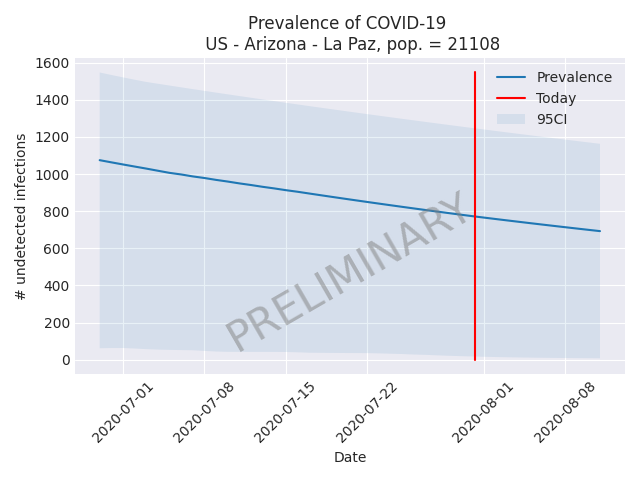 Prevalence of COVID-19
US - Arizona - La Paz, pop. = 21108
1600
1400
1200
1000
800
600
400
200
0
# undetected infections
Prevalence
Today
95CI
PRELIMINARY
2020-07-01
2020-07-08
2020-07-15
2020-07-22
2020-08-01
2020-08-08
Date